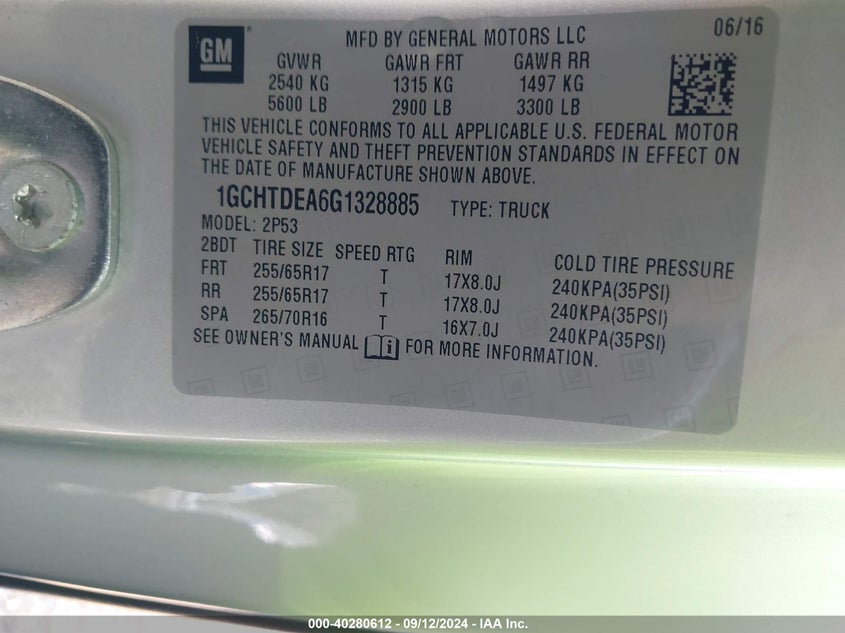 GM
®
MFD BY GENERAL MOTORS LLC
06/16
GVWR GAWR FRT GAWR RR
2540 KG 1315 KG 1497 KG
5600 LB 2900 LB 3300 LB
THIS VEHICLE CONFORMS TO ALL APPLICABLE U.S. FEDERAL MOTOR
VEHICLE SAFETY AND THEFT PREVENTION STANDARDS IN EFFECT ON
THE DATE OF MANUFACTURE SHOWN ABOVE.
1GCHTDEA6G1328885 TYPE: TRUCK
MODEL: 2P53
2BDT TIRE SIZE SPEED RTG RIM COLD TIRE PRESSURE
FRT 255/65R17 T 17X8.0J 240KPA(35PSI)
RR 255/65R17 T 17X8.0J 240KPA(35PSI)
SPA 265/70R16 T 16X7.0J 240KPA(35PSI)
SEE OWNER'S MANUAL FOR MORE INFORMATION.
000-40280612 - 09/12/2024 - IAA Inc.